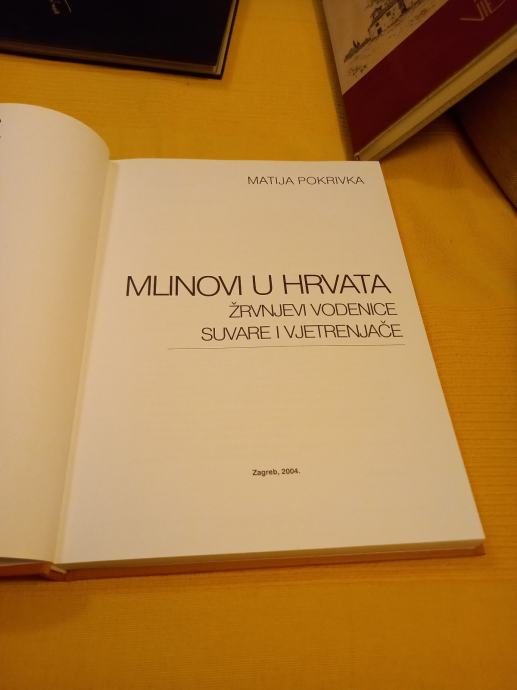 MATIJA POKRIVKA
MLINOVI U HRVATA
ŽRVNJEVI VODENICE
SUVARE I VJETRENJAČE
Zagreb, 2004.